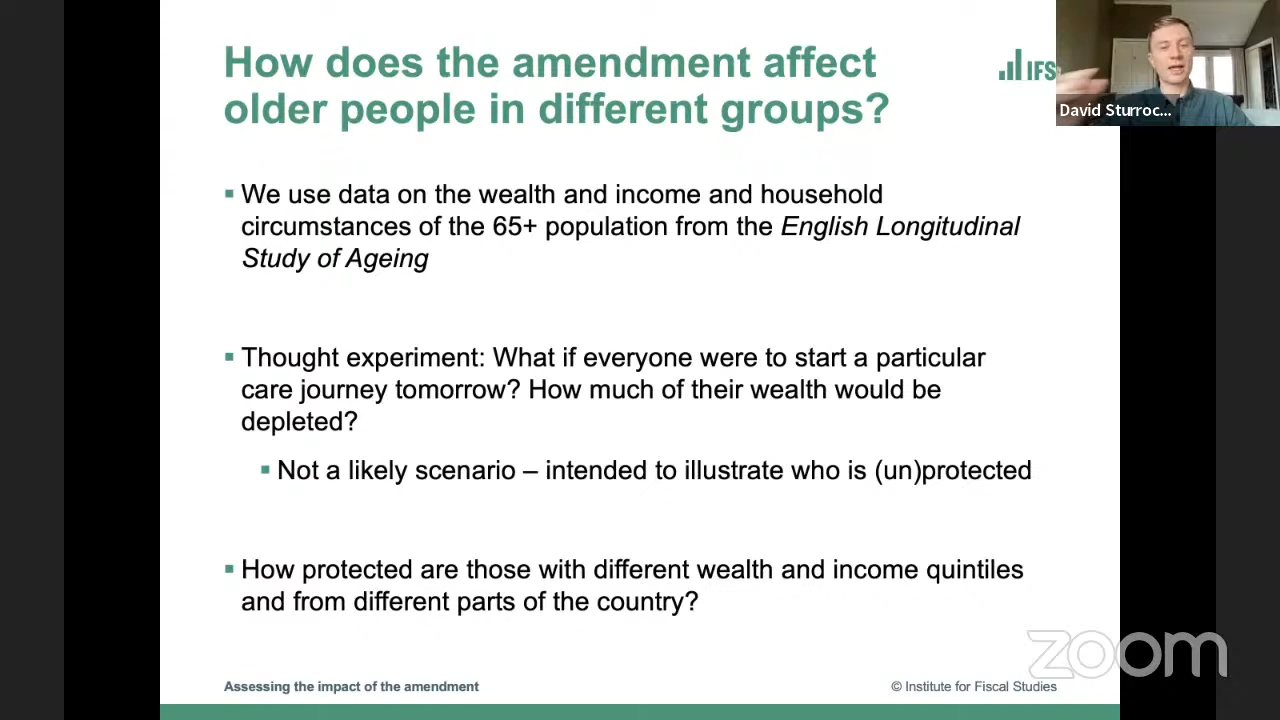 How does the amendment affect
older people in different groups?
IFS
David Sturroc...
▪ We use data on the wealth and income and household
circumstances of the 65+ population from the English Longitudinal
Study of Ageing
▪ Thought experiment: What if everyone were to start a particular
care journey tomorrow? How much of their wealth would be
depleted?
▪ Not a likely scenario – intended to illustrate who is (un)protected
▪ How protected are those with different wealth and income quintiles
and from different parts of the country?
zoom
Assessing the impact of the amendment
© Institute for Fiscal Studies